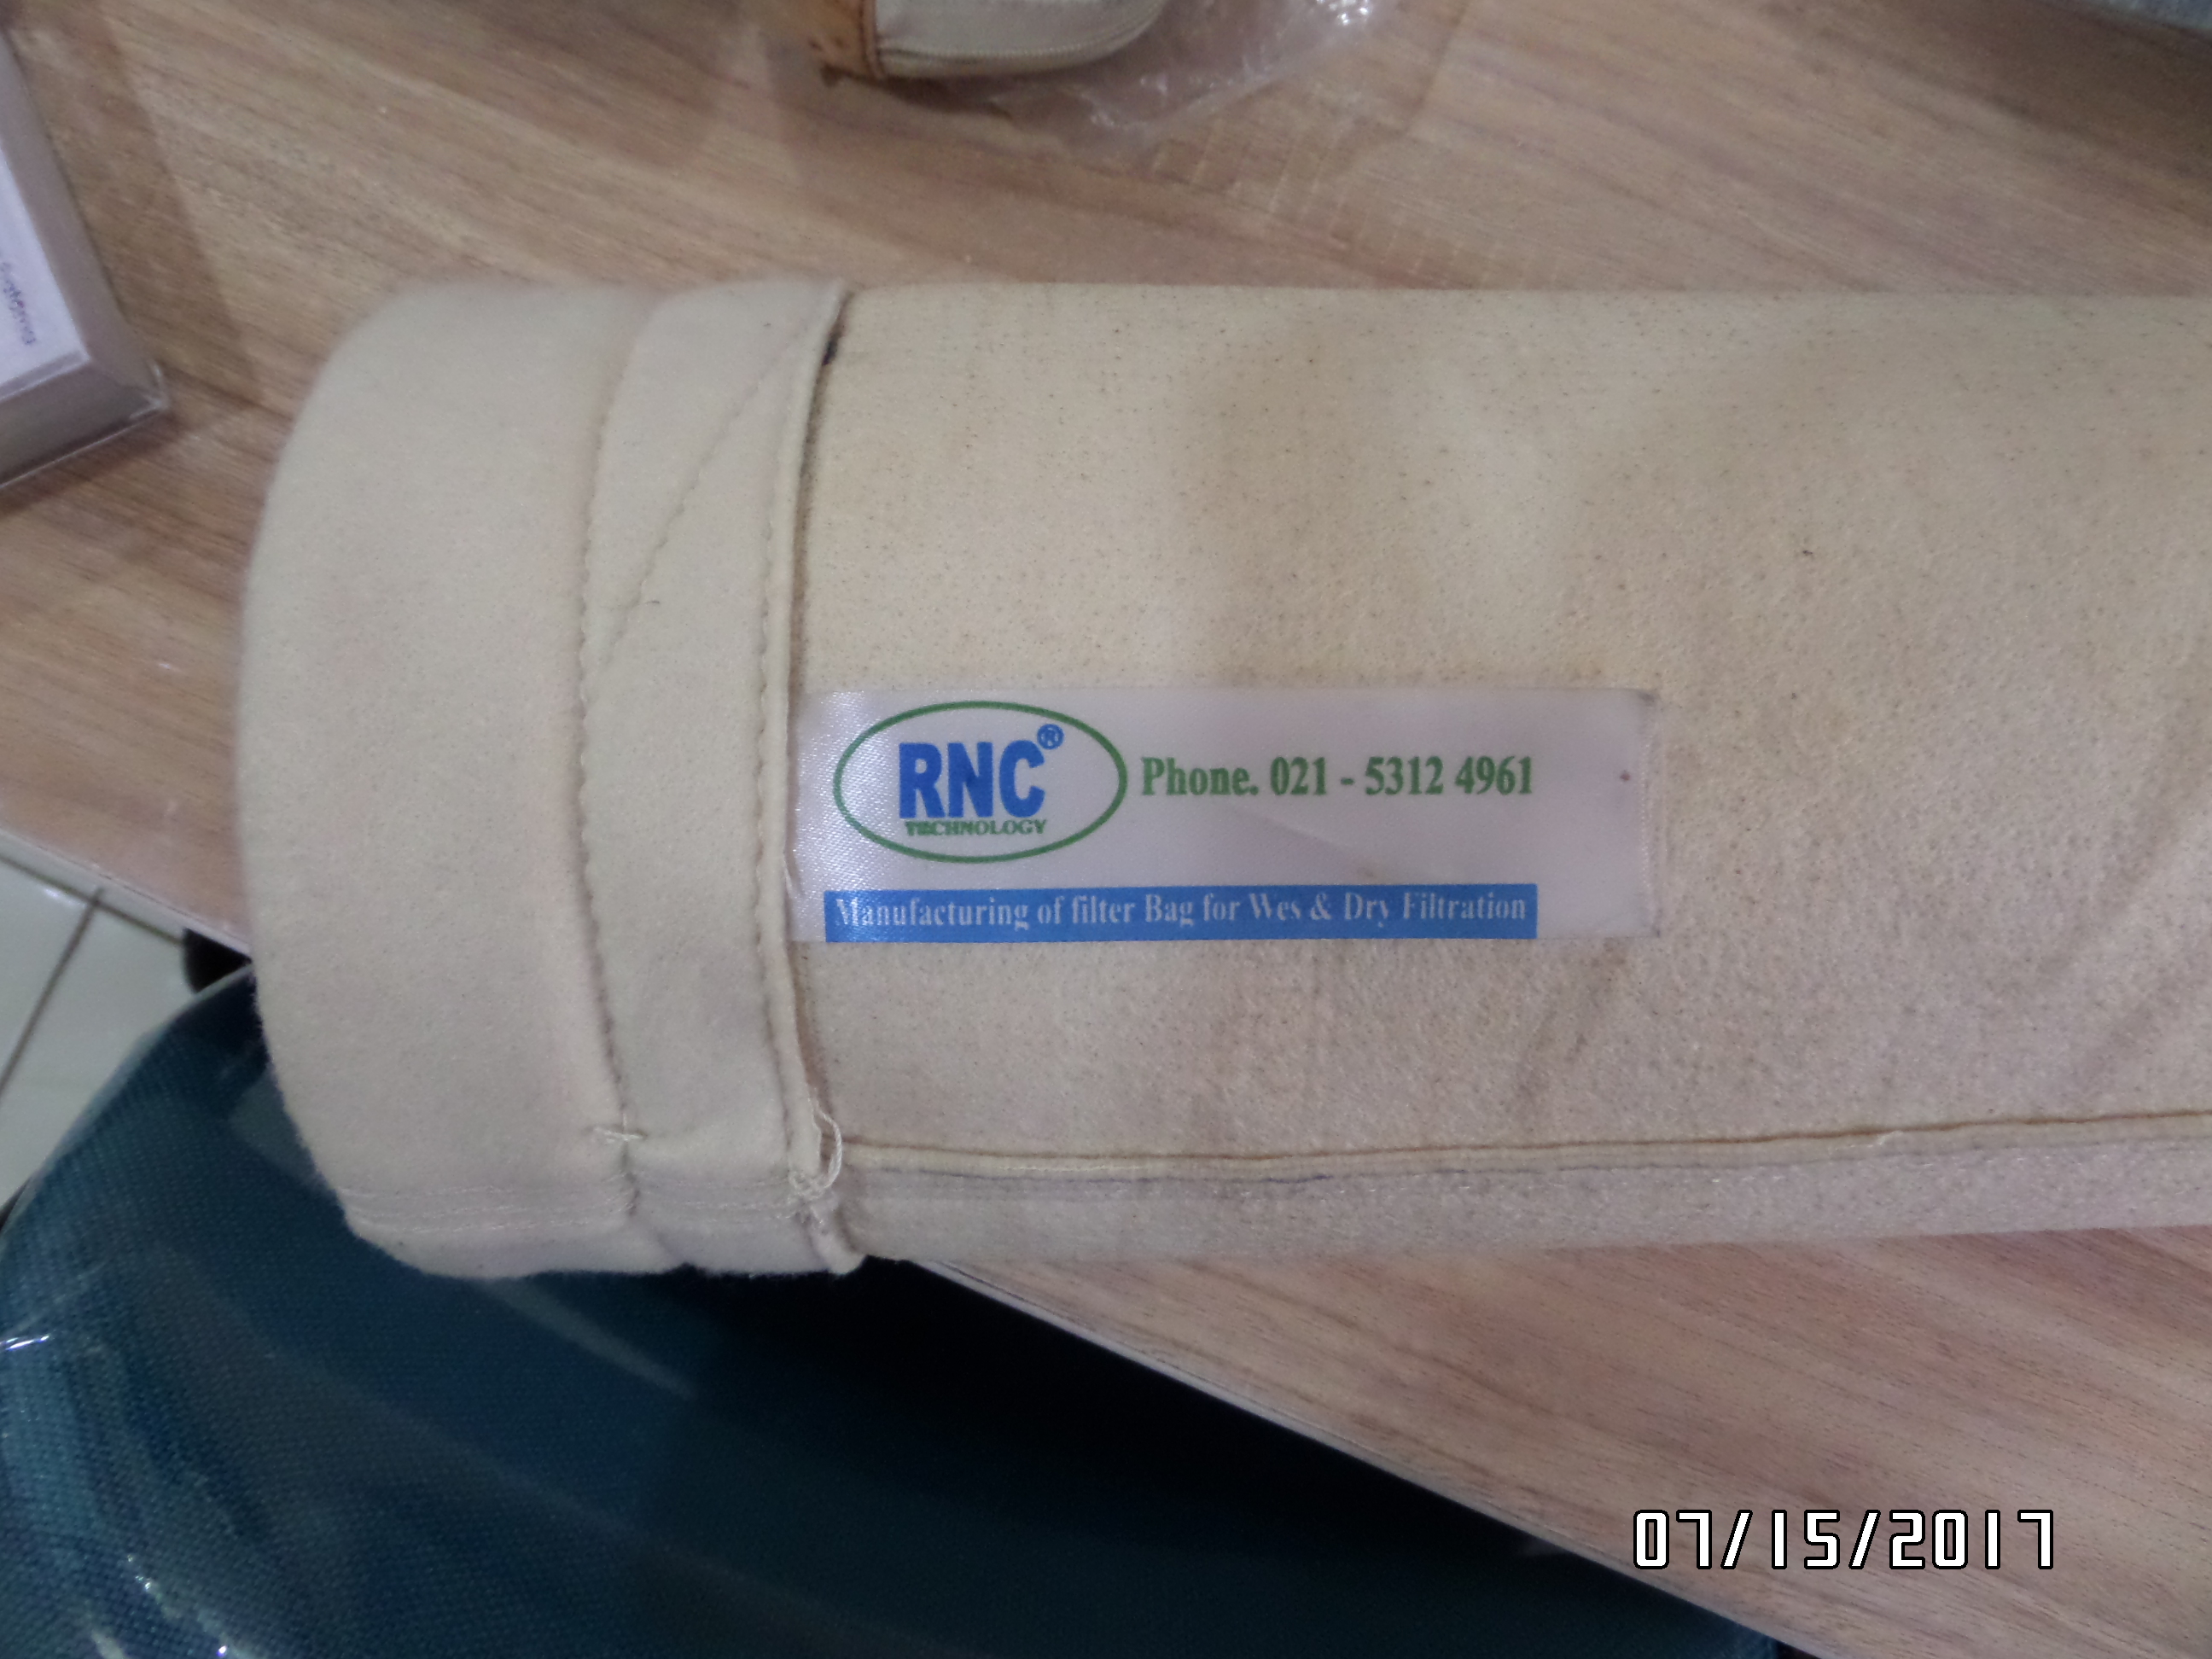 RNC®
TECHNOLOGY
Phone. 021 - 5312 4961
Manufacturing of filter Bag for Wes & Dry Filtration
07/15/2017